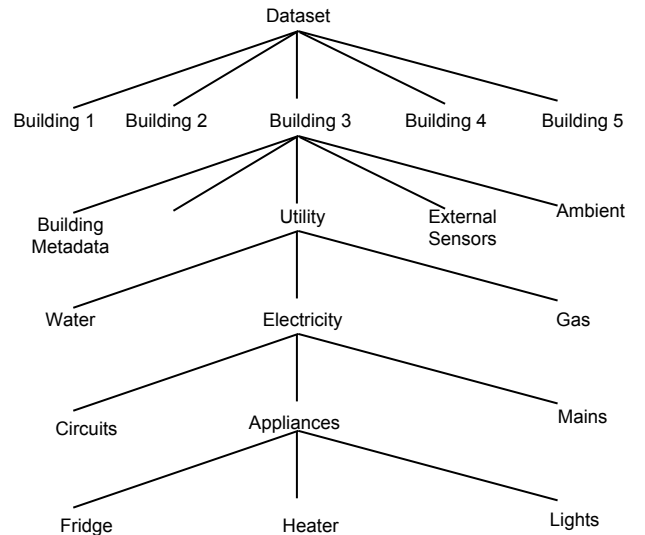 Dataset
Building 1
Building 2
Building 3
Building 4
Building 5
Building
Metadata
Utility
External
Sensors
Ambient
Water
Electricity
Gas
Circuits
Appliances
Mains
Fridge
Heater
Lights